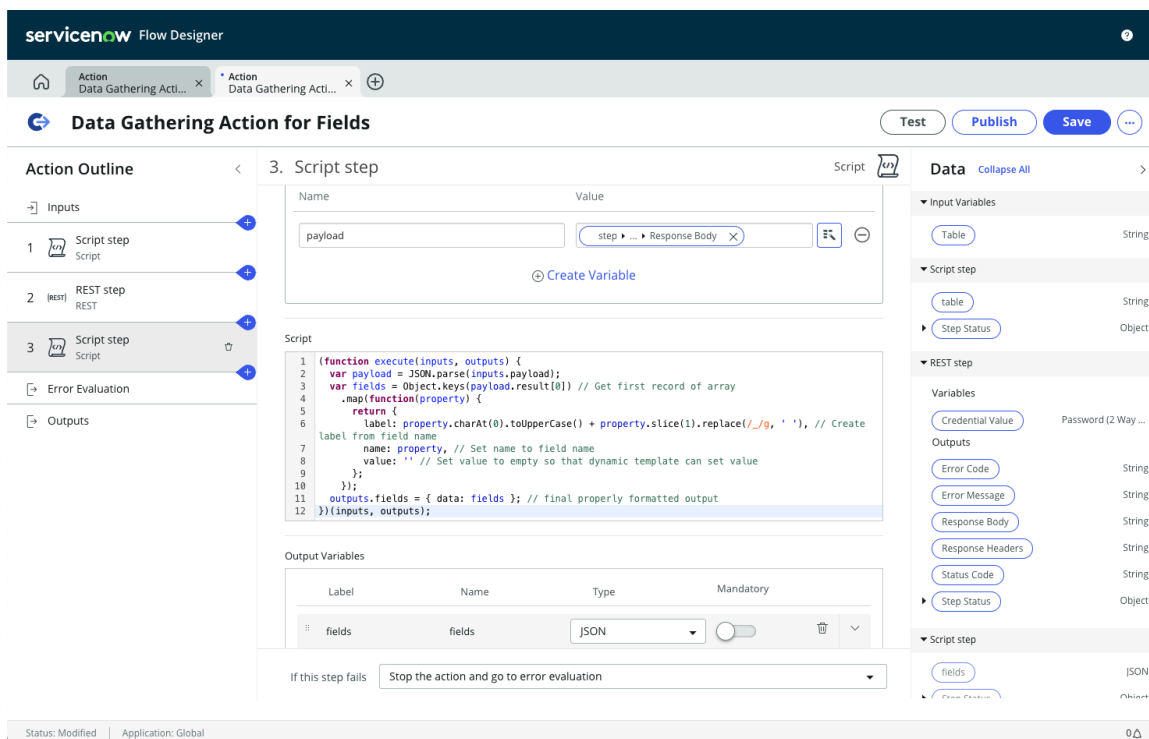 servicenow Flow Designer
Action
Data Gathering Acti...
Action
Data Gathering Acti...
Data Gathering Action for Fields
Test
Publish
Save
Action Outline
Inputs
1 Script step
Script
2 [REST] REST step
REST
3 Script step
Script
Error Evaluation
Outputs
3. Script step
Script
Name Value
payload step ▸ ... ▸ Response Body
Create Variable
Script
1 (function execute(inputs, outputs) {
2 var payload = JSON.parse(inputs.payload);
3 var fields = Object.keys(payload.result[0]) // Get first record of array
4 .map(function(property) {
5 return {
6 label: property.charAt(0).toUpperCase() + property.slice(1).replace(/_/g, ' '), // Create
label from field name
7 name: property, // Set name to field name
8 value: '' // Set value to empty so that dynamic template can set value
9 };
10 });
11 outputs.fields = { data: fields }; // final properly formatted output
12 })(inputs, outputs);
Output Variables
Label Name Type Mandatory
fields fields JSON
If this step fails Stop the action and go to error evaluation
Data Collapse All
Input Variables
Table String
Script step
table String
Step Status Object
REST step
Variables
Credential Value Password (2 Way ...
Outputs
Error Code String
Error Message String
Response Body String
Response Headers String
Status Code String
Step Status Object
Script step
fields JSON
Step Status Object
Status: Modified Application: Global
0